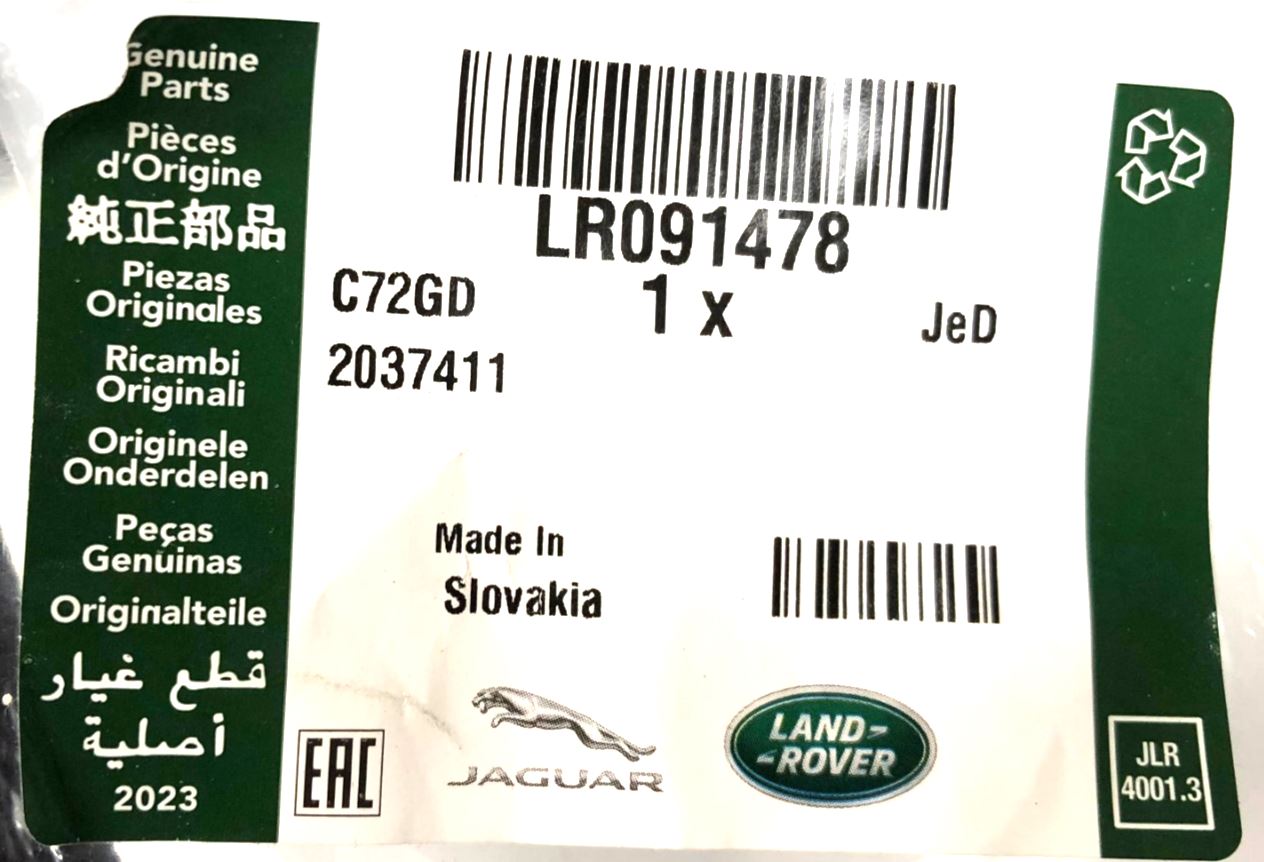 Genuine
Parts
Pièces
d'Origine
純正部品
Piezas
Originales
Ricambi
Originali
Originele
Onderdelen
Peças
Genuinas
Originalteile
قطع غيار
أصلية
2023
LR091478
C72GD
1 x
JeD
2037411
Made In
Slovakia
EAC
JAGUAR
LAND-
-ROVER
JLR
4001.3